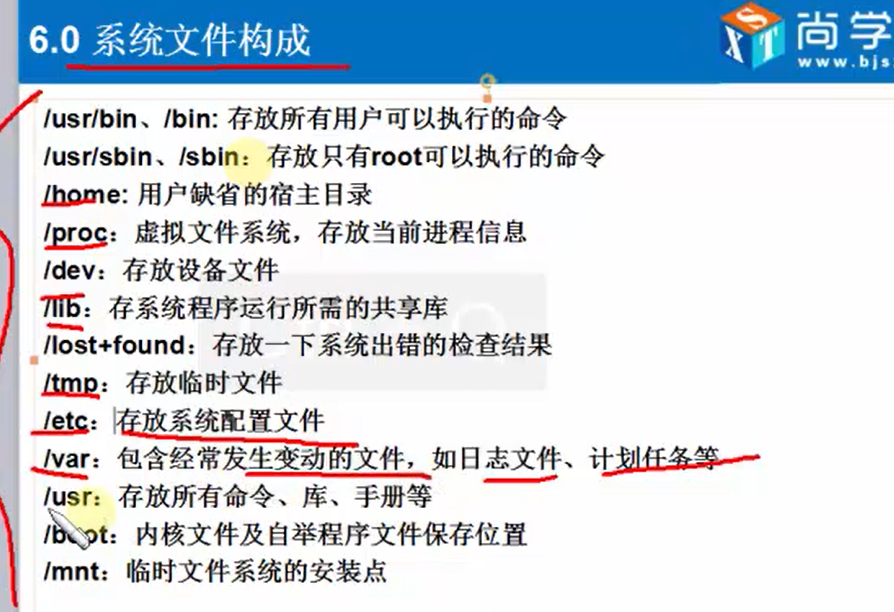 6.0 系统文件构成
尚学
www.bjs
/usr/bin、/bin: 存放所有用户可以执行的命令
/usr/sbin、/sbin：存放只有root可以执行的命令
/home: 用户缺省的宿主目录
/proc：虚拟文件系统，存放当前进程信息
/dev：存放设备文件
/lib：存系统程序运行所需的共享库
/lost+found：存放一下系统出错的检查结果
/tmp：存放临时文件
/etc：存放系统配置文件
/var：包含经常发生变动的文件，如日志文件、计划任务等
/usr：存放所有命令、库、手册等
/boot：内核文件及自举程序文件保存位置
/mnt：临时文件系统的安装点